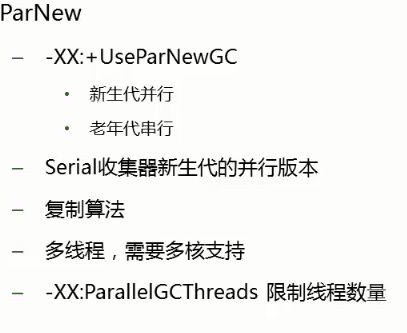 ParNew
– -XX:+UseParNewGC
• 新生代并行
• 老年代串行
– Serial收集器新生代的并行版本
– 复制算法
– 多线程，需要多核支持
– -XX:ParallelGCThreads 限制线程数量